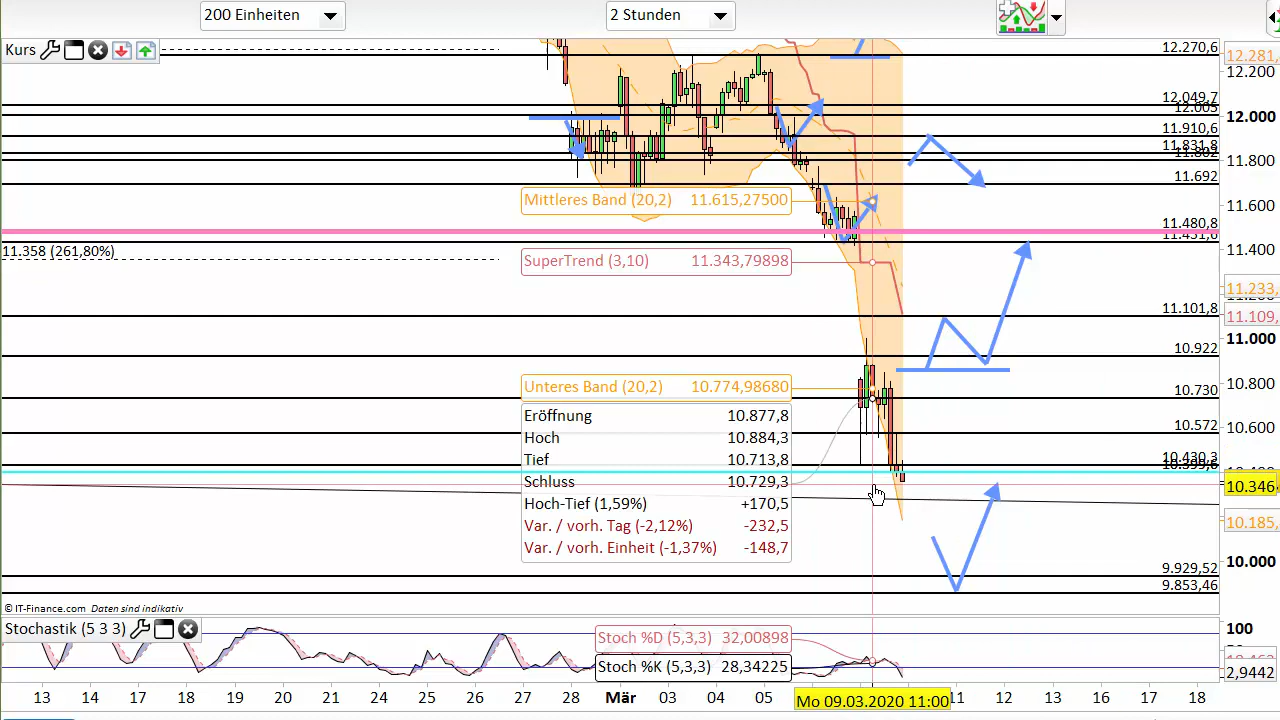 200 Einheiten
2 Stunden
Kurs
12.270,6
12.281,
12.200
12.049,7
12.005
12.000
11.910,6
11.831,8
11.802
11.800
11.692
Mittleres Band (20,2) 11.615,27500
11.600
11.480,8
11.451,6
11.358 (261,80%)
11.400
SuperTrend (3,10) 11.343,79898
11.233,
11.101,8
11.109,
11.000
10.922
Unteres Band (20,2) 10.774,98680
10.800
10.730
Eröffnung 10.877,8
10.572
10.600
Hoch 10.884,3
Tief 10.713,8
10.430,3
Schluss 10.729,3
10.346,
Hoch-Tief (1,59%) +170,5
Var. / vorh. Tag (-2,12%) -232,5
10.185,
Var. / vorh. Einheit (-1,37%) -148,7
10.000
9.929,52
9.853,46
© IT-Finance.com Daten sind indikativ
Stochastik (5 3 3)
100
Stoch %D (5,3,3) 32,00898
Stoch %K (5,3,3) 28,34225
2,9442
13 14 17 18 19 20 21 24 25 26 27 28 Mär 03 04 05 Mo 09.03.2020 11:00 11 12 13 16 17 18